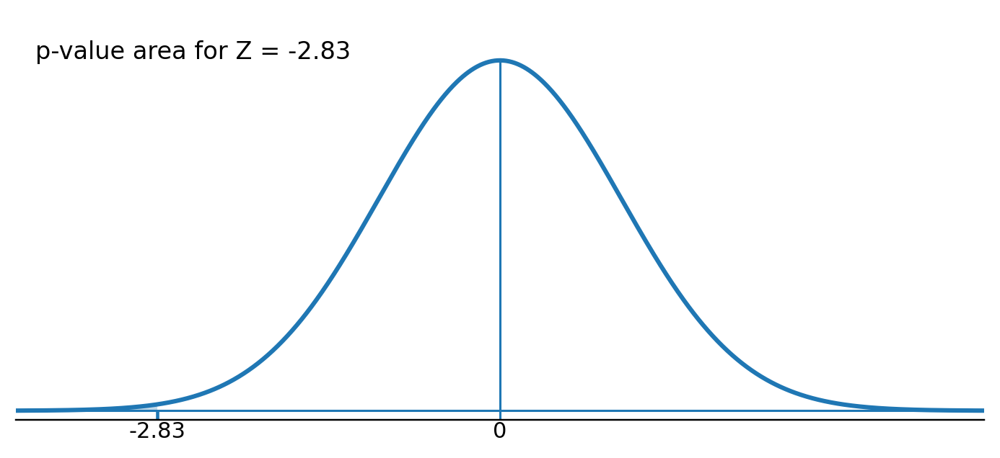 p-value area for Z = -2.83
-2.83
0